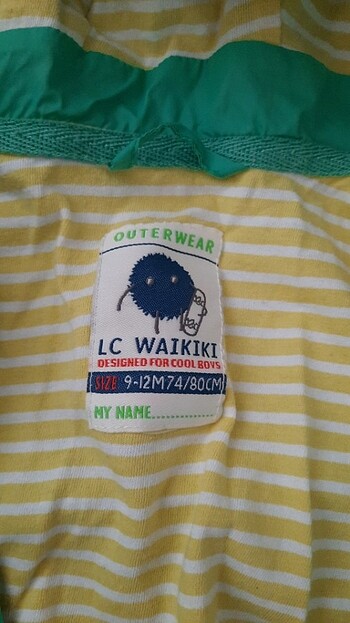 OUTERWEAR
LC WAIKIKI
DESIGNED FOR COOL BOYS
SIZE 9-12M 74/80CM
MY NAME...............